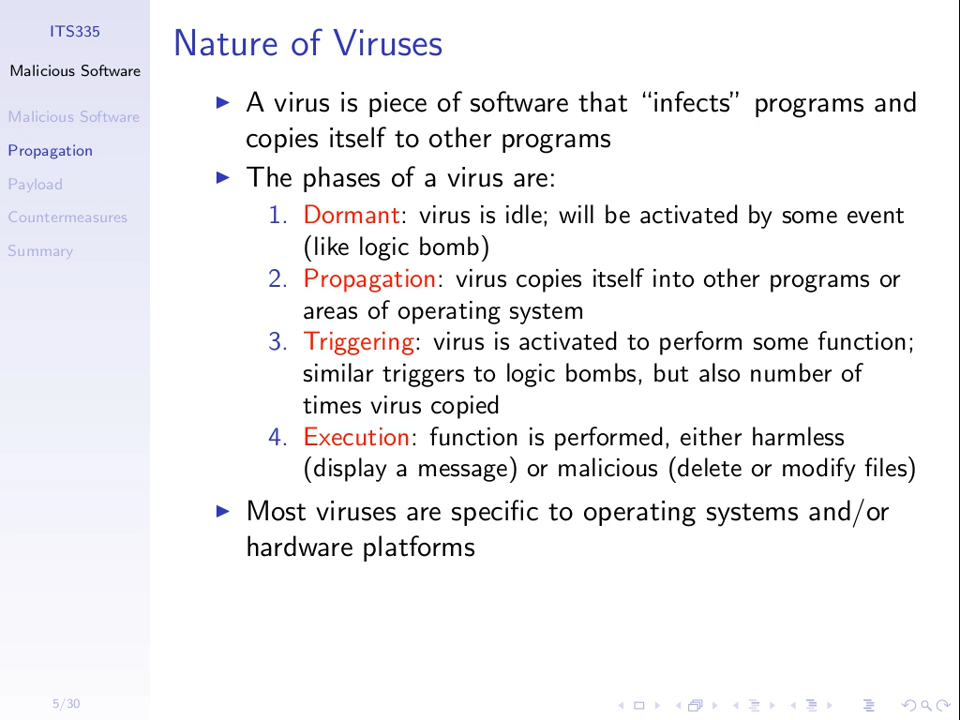 ITS335
Malicious Software
Malicious Software
Propagation
Payload
Countermeasures
Summary
Nature of Viruses
A virus is piece of software that “infects” programs and
copies itself to other programs
The phases of a virus are:
1. Dormant: virus is idle; will be activated by some event
(like logic bomb)
2. Propagation: virus copies itself into other programs or
areas of operating system
3. Triggering: virus is activated to perform some function;
similar triggers to logic bombs, but also number of
times virus copied
4. Execution: function is performed, either harmless
(display a message) or malicious (delete or modify files)
Most viruses are specific to operating systems and/or
hardware platforms
5/30